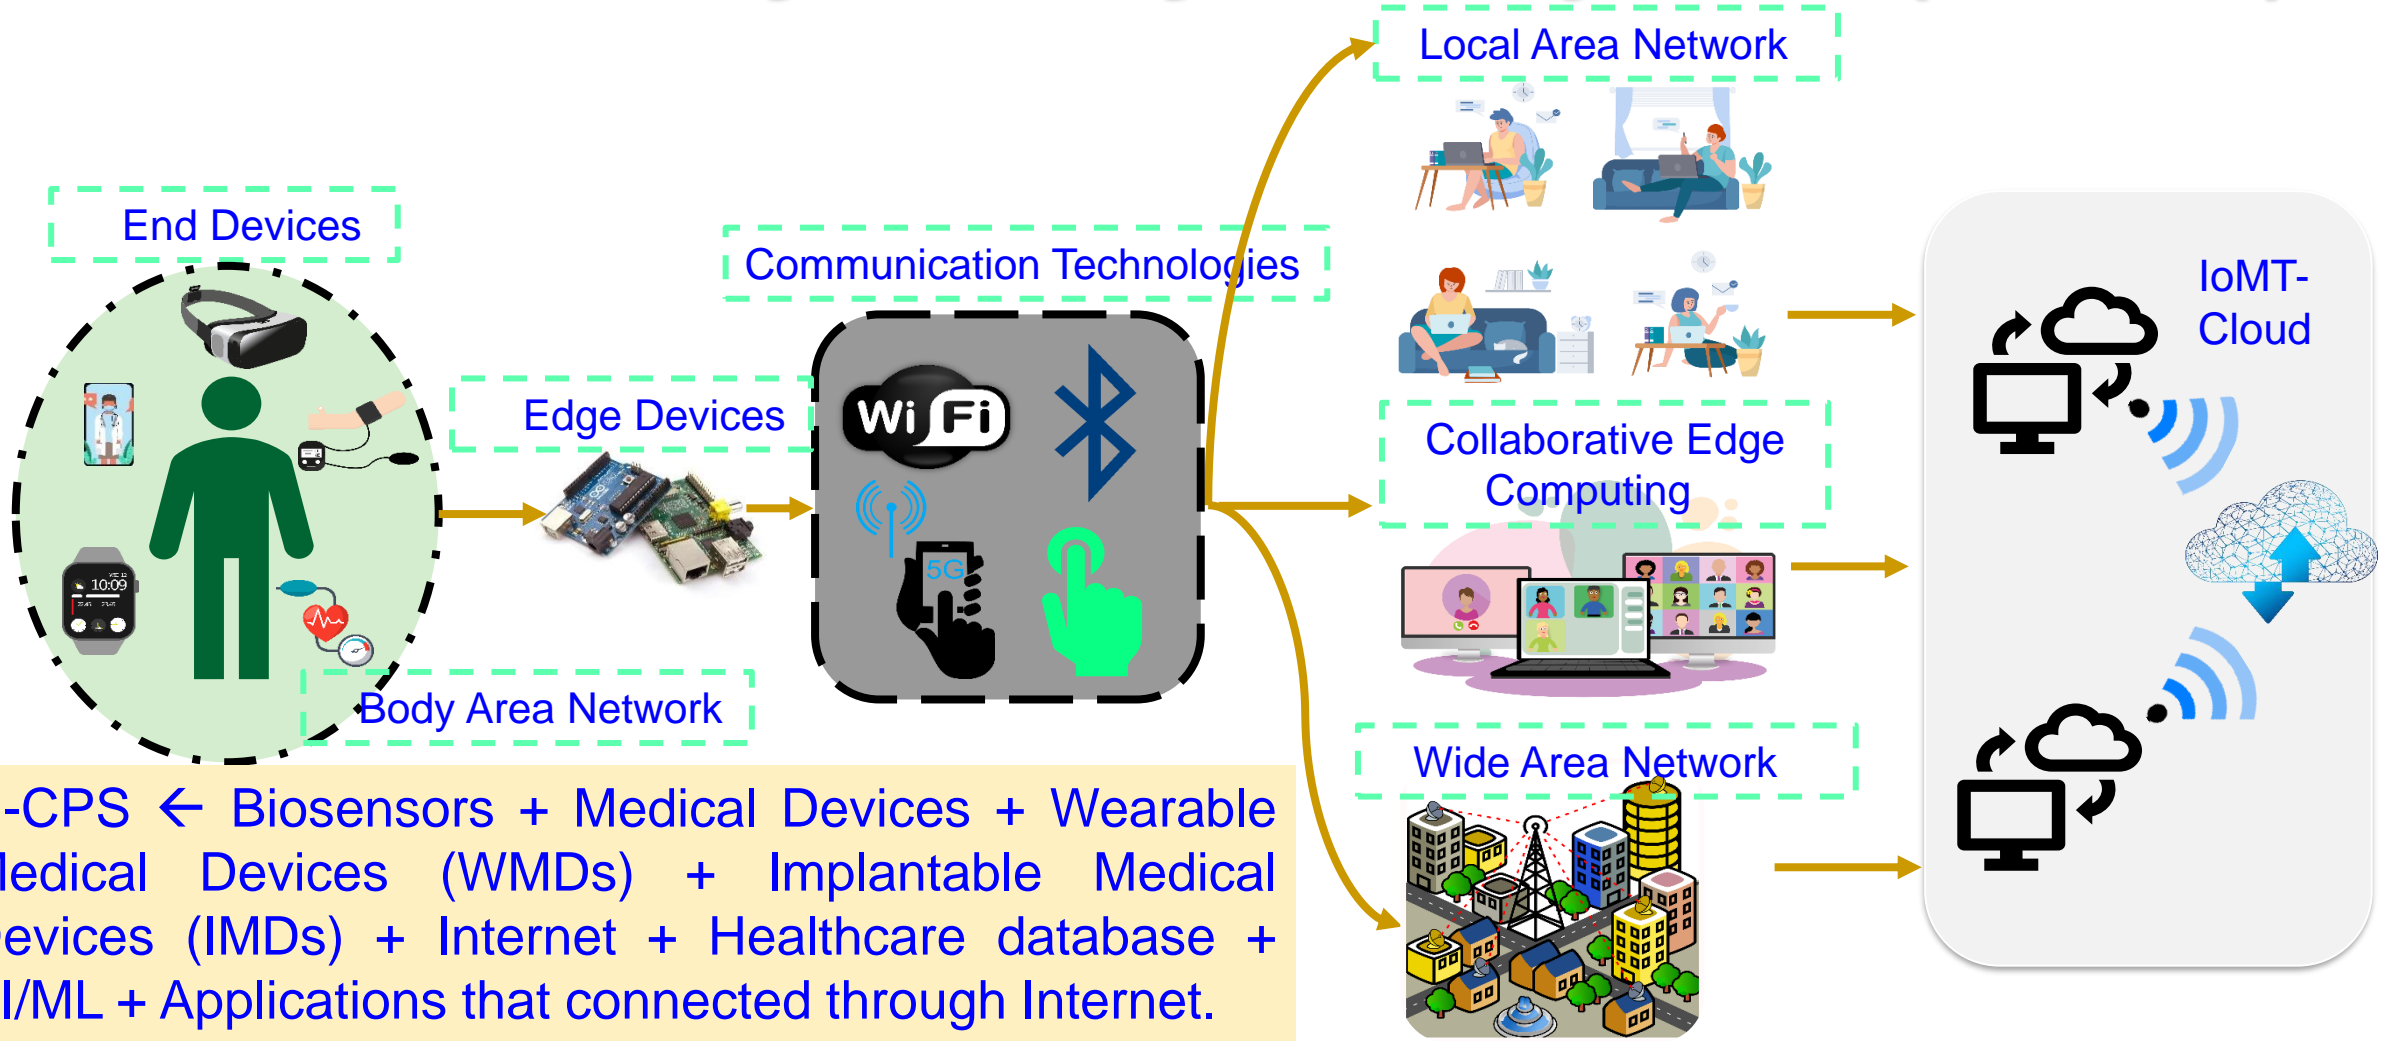 Local Area Network
End Devices
Communication Technologies
IoMT-
Cloud
Edge Devices
Wi Fi
Collaborative Edge
Computing
5G
10:09
Body Area Network
Wide Area Network
-CPS ← Biosensors + Medical Devices + Wearable
Medical Devices (WMDs) + Implantable Medical
Devices (IMDs) + Internet + Healthcare database +
I/ML + Applications that connected through Internet.